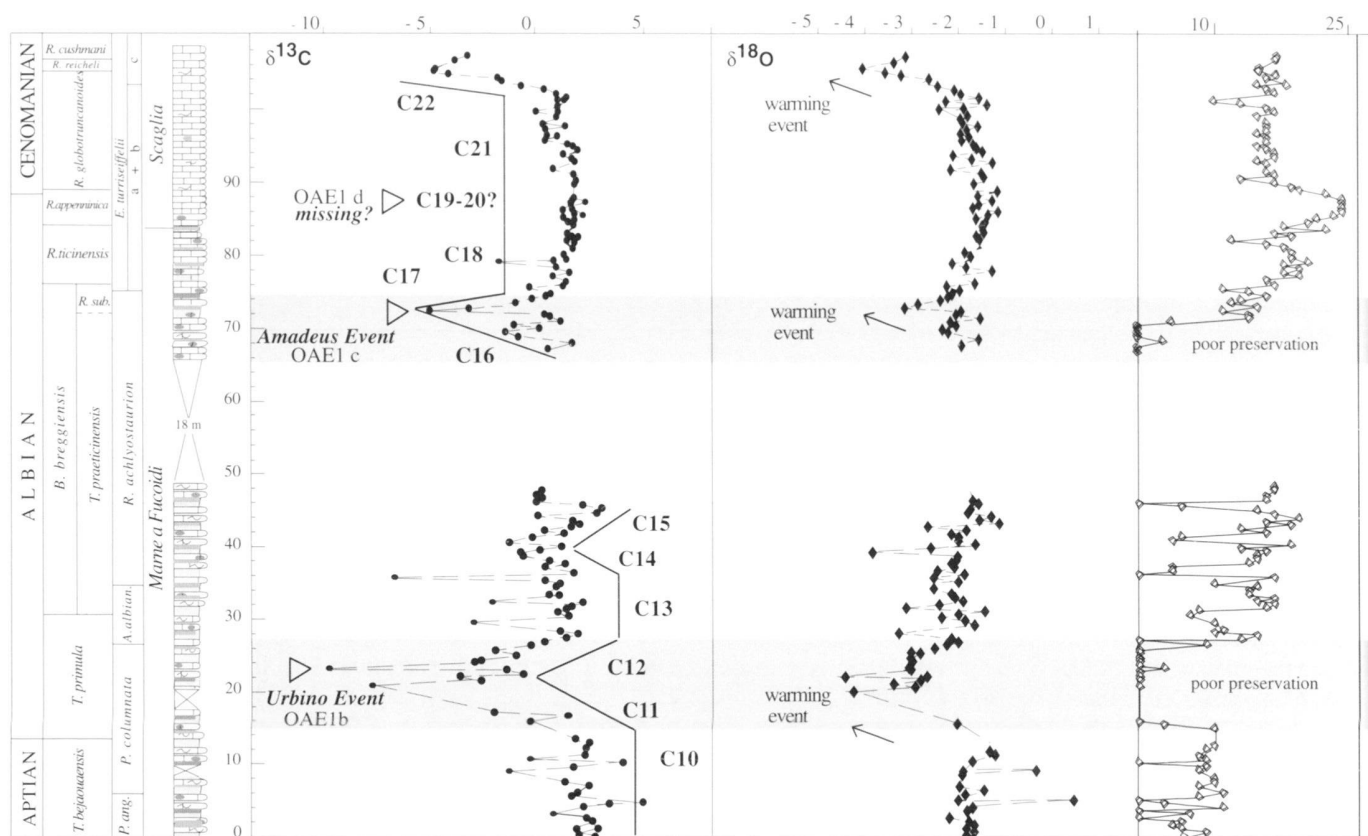 - 10 - 5 0 5 - 5 - 4 - 3 - 2 - 1 0 1 10 25
δ13C
δ18O
CENOMANIAN
ALBIAN
APTIAN
R. cushmani
R. reicheli
R. globotruncanoides
R.appenninica
R.ticinensis
B. breggiensis
R. sub.
T. praeticinensis
T. primula
T. bejaouaensis
c
a + b
E. turriseiffelii
R. achlyostaurion
A.albian.
P. columnata
P. ang.
Scaglia
Marne a Fucoidi
18 m
90
80
70
60
50
40
30
20
10
0
C22
C21
OAE1 d
missing?
C19-20?
C18
C17
Amadeus Event
OAE1 c
C16
C15
C14
C13
C12
Urbino Event
OAE1b
C11
C10
warming
event
warming
event
warming
event
poor preservation
poor preservation